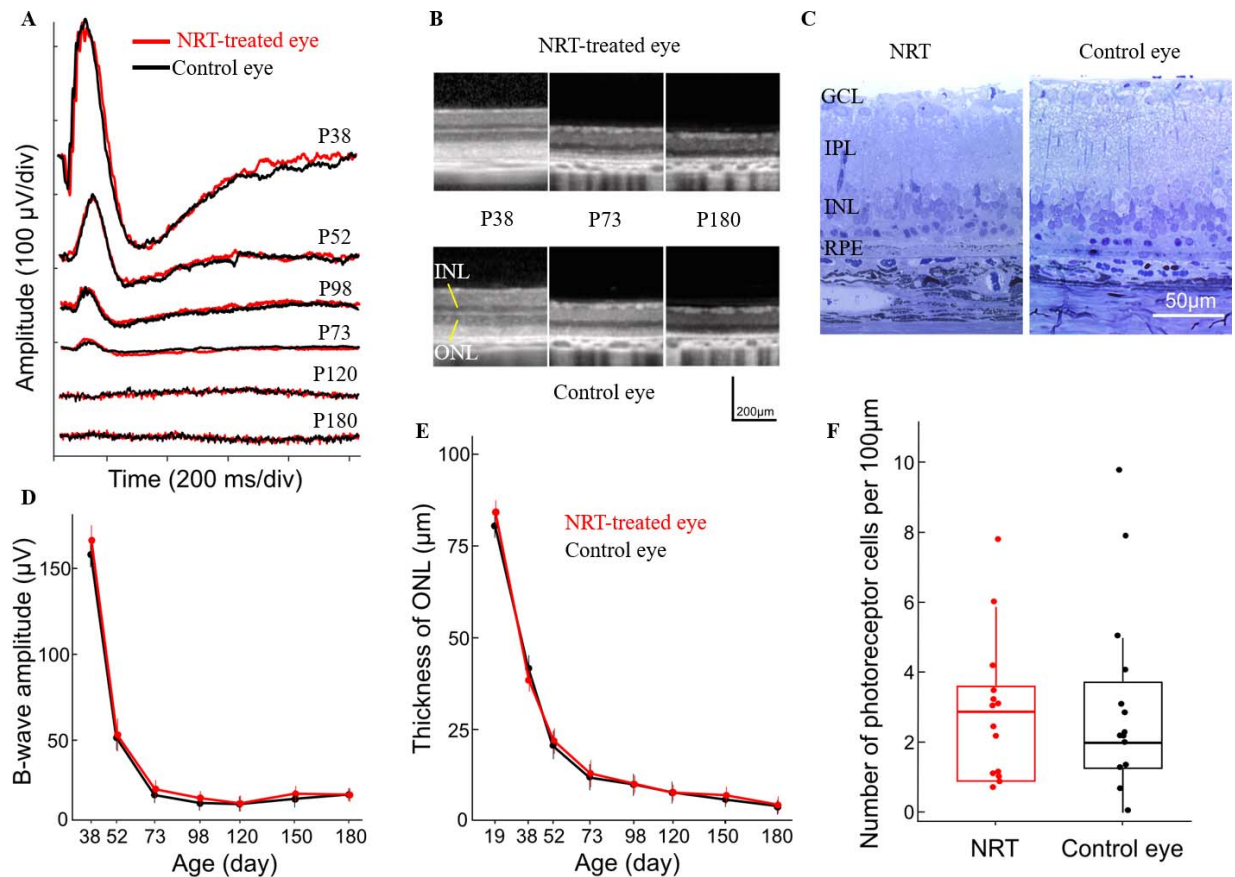 A
NRT-treated eye
Control eye
P38
P52
P98
P73
P120
P180
Amplitude (100 µV/div)
Time (200 ms/div)
B
NRT-treated eye
P38 P73 P180
INL
ONL
Control eye
200µm
C
NRT Control eye
GCL
IPL
INL
RPE
50µm
D
150
150
50
0
B-wave amplitude (µV)
38 52 73 98 120 150 180
Age (day)
E
100
75
50
25
0
Thickness of ONL (µm)
NRT-treated eye
Control eye
19 38 52 73 98 120 150 180
Age (day)
F
10
8
6
4
2
0
Number of photoreceptor cells per 100µm
NRT Control eye